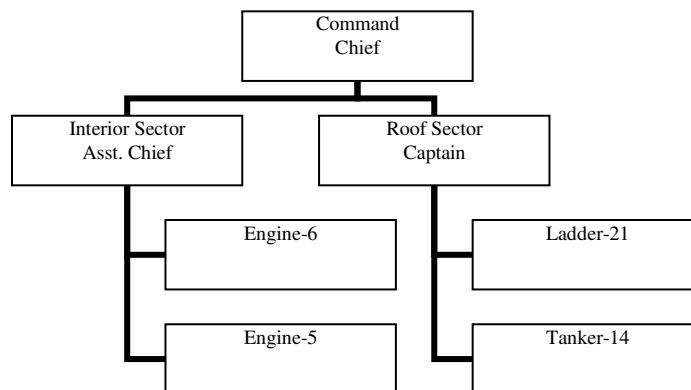 Command
Chief
Interior Sector
Asst. Chief
Roof Sector
Captain
Engine-6
Ladder-21
Engine-5
Tanker-14